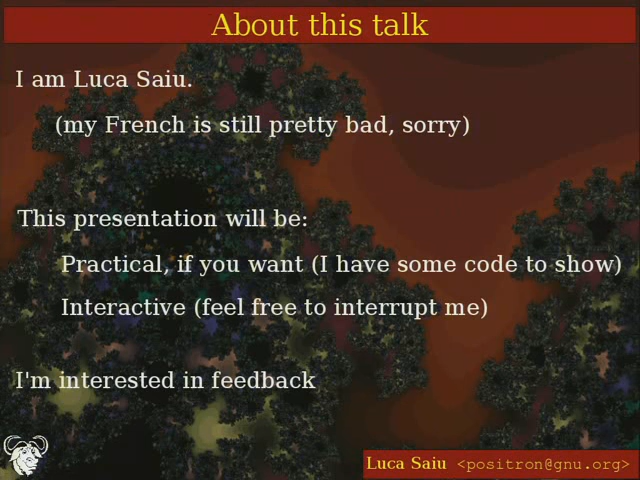 About this talk
I am Luca Saiu.
(my French is still pretty bad, sorry)
This presentation will be:
Practical, if you want (I have some code to show)
Interactive (feel free to interrupt me)
I'm interested in feedback
Luca Saiu <positron@gnu.org>